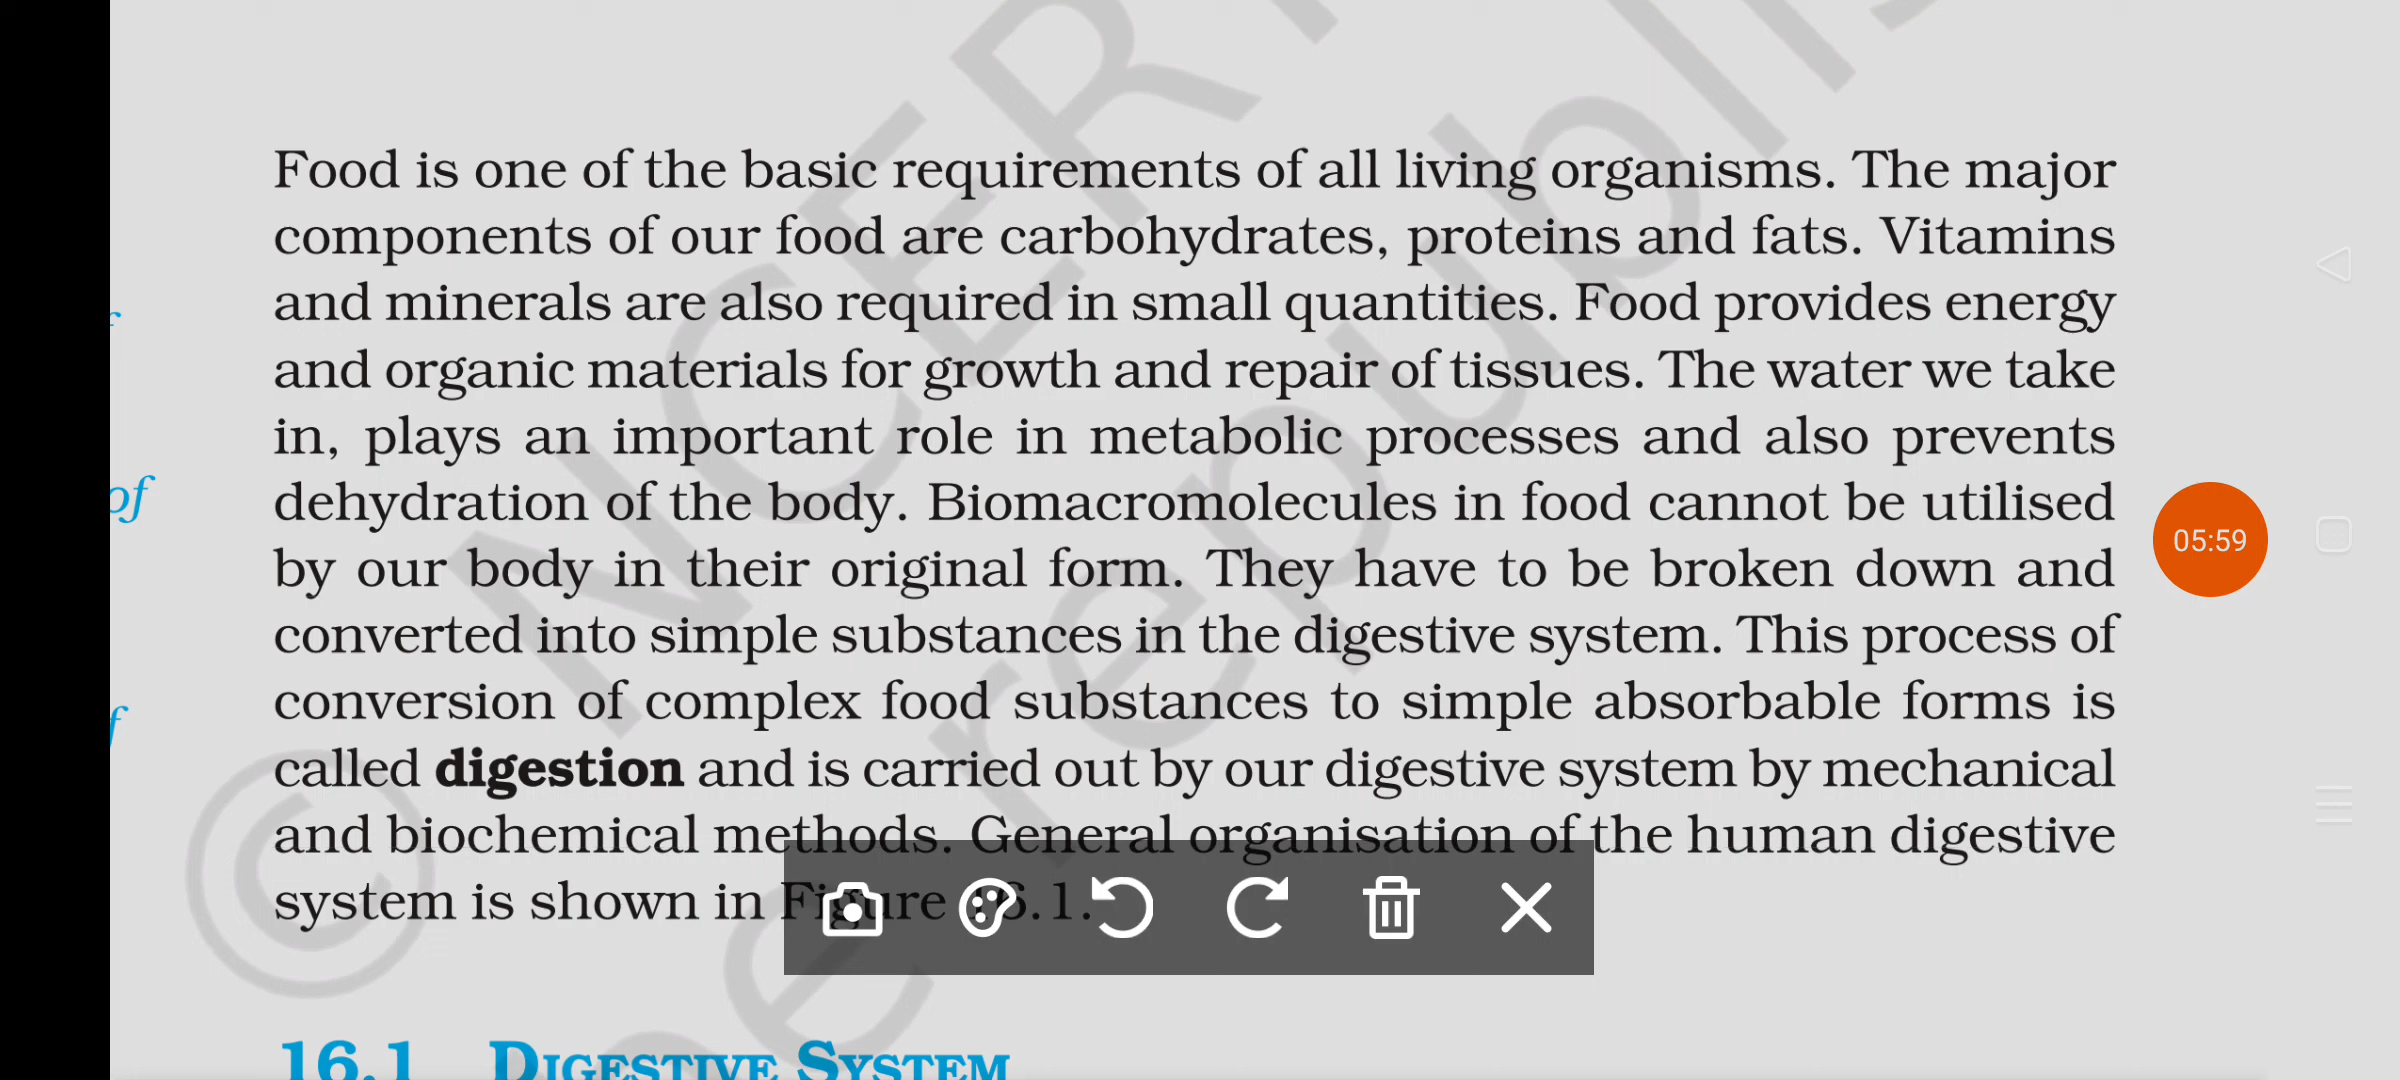 Food is one of the basic requirements of all living organisms. The major
components of our food are carbohydrates, proteins and fats. Vitamins
and minerals are also required in small quantities. Food provides energy
and organic materials for growth and repair of tissues. The water we take
in, plays an important role in metabolic processes and also prevents
of
dehydration of the body. Biomacromolecules in food cannot be utilised
05:59
by our body in their original form. They have to be broken down and
converted into simple substances in the digestive system. This process of
conversion of complex food substances to simple absorbable forms is
called digestion and is carried out by our digestive system by mechanical
and biochemical methods. General organisation of the human digestive
system is shown in Figure 16.1.
16.1 DIGESTIVE SYSTEM
© NCERT
republis